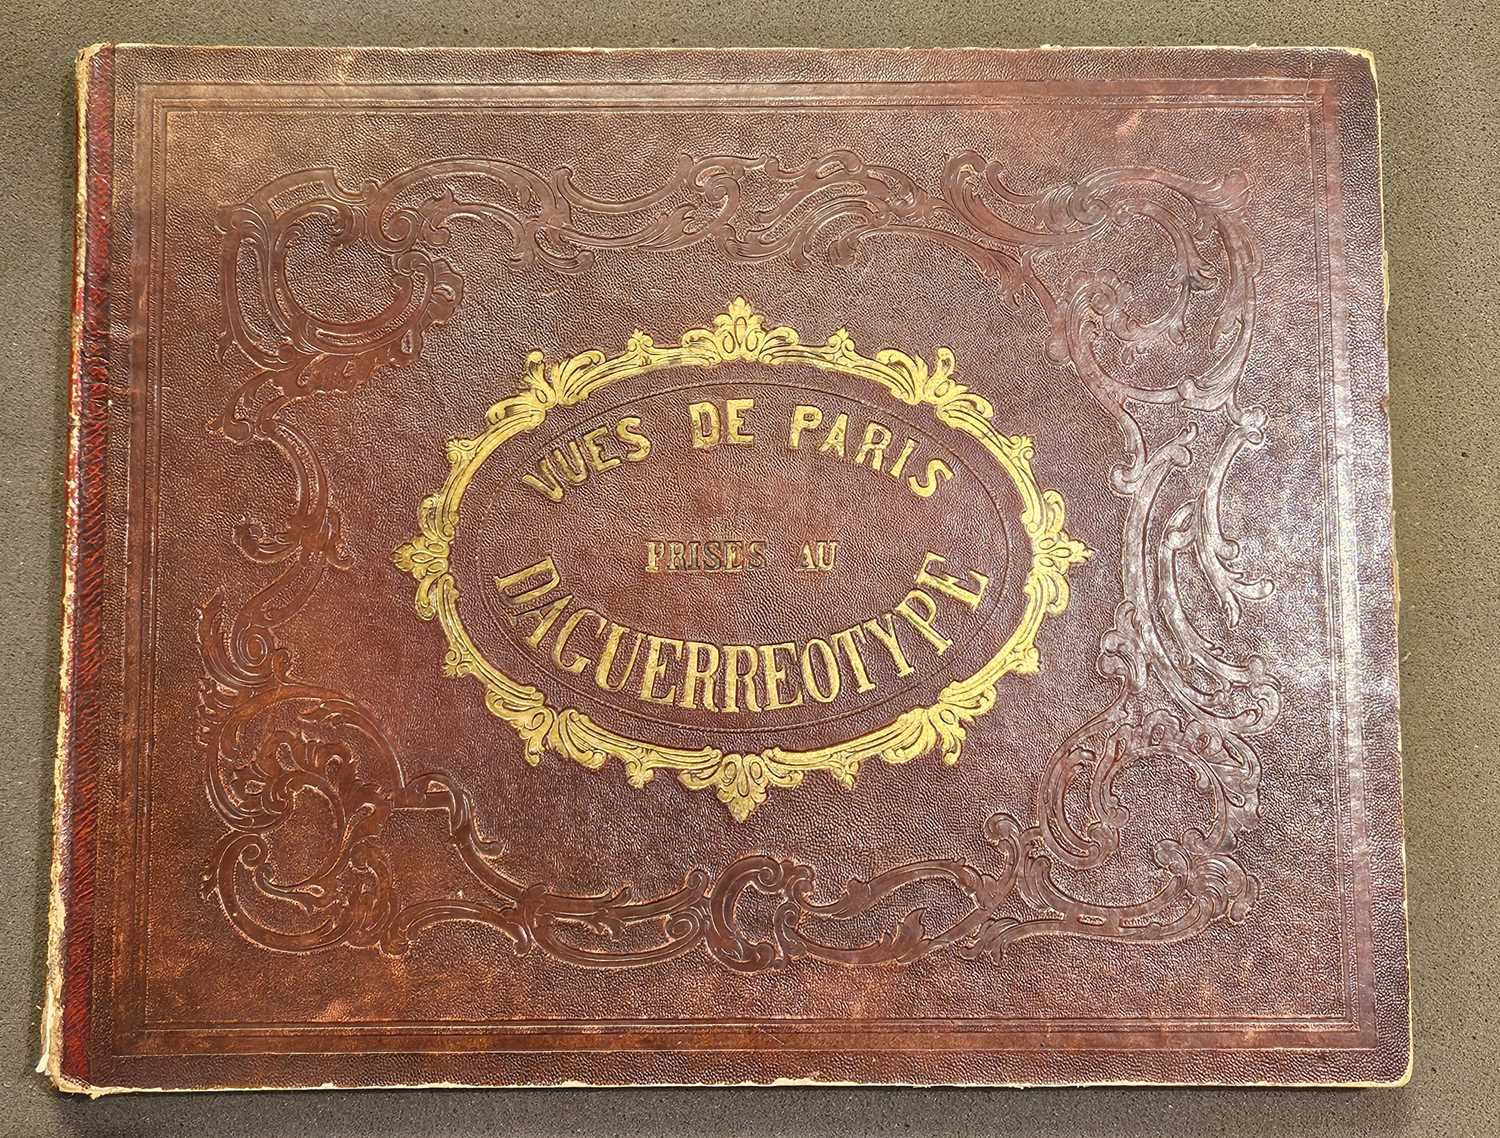 VUES DE PARIS
PRISES AU
DAGUERREOTYPE